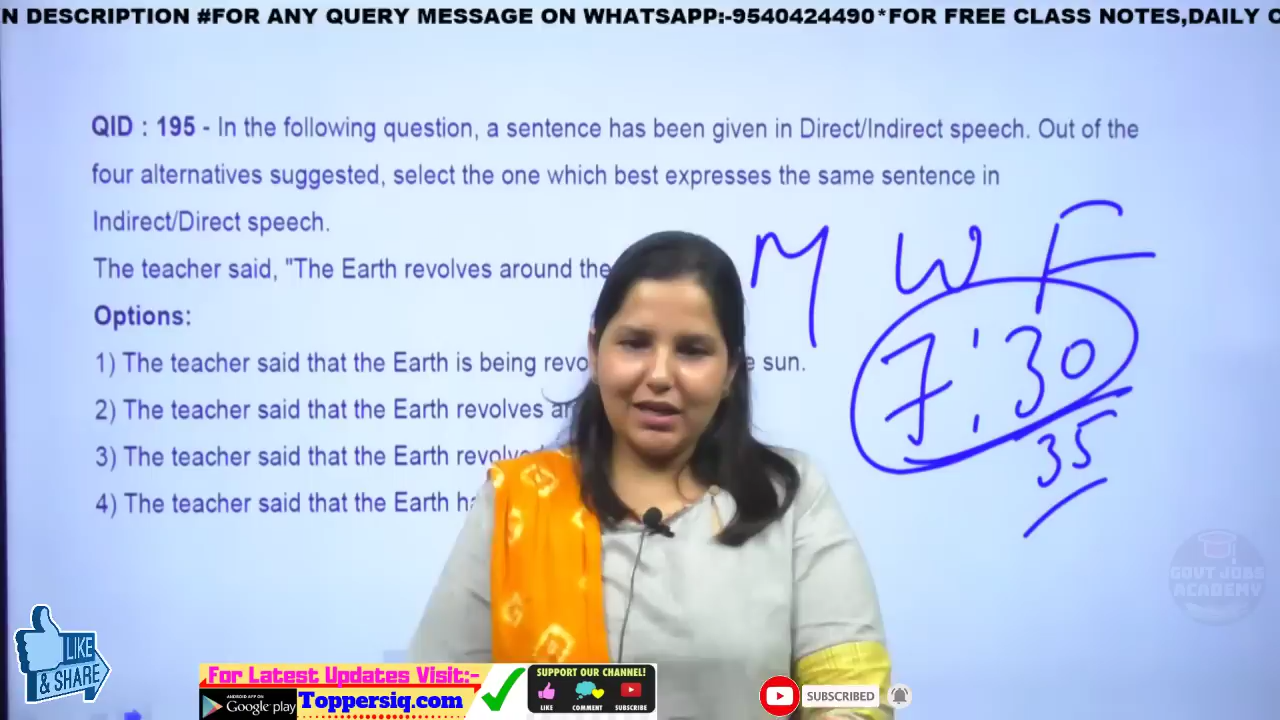 N DESCRIPTION #FOR ANY QUERY MESSAGE ON WHATSAPP:-9540424490*FOR FREE CLASS NOTES,DAILY
QID : 195 - In the following question, a sentence has been given in Direct/Indirect speech. Out of the
four alternatives suggested, select the one which best expresses the same sentence in
Indirect/Direct speech.
M W F
The teacher said, "The Earth revolves around the
Options:
7:30
1) The teacher said that the Earth is being revo e sun.
2) The teacher said that the Earth revolves
35
3) The teacher said that the Earth
4) The teacher said that the Earth
GOVT JOBS
ACADEMY
LIKE
& SHARE
For Latest Updates Visit:-
ANDROID APP ON
Google play
Toppersiq.com
SUPPORT OUR CHANNEL!
LIKE COMMENT SUBSCRIBE
SUBSCRIBED